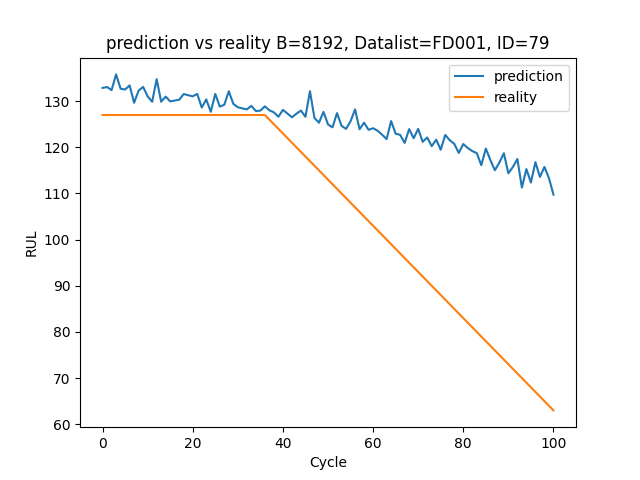 prediction vs reality B=8192, Datalist=FD001, ID=79
prediction
reality
RUL
130
120
110
100
90
80
70
60
0 20 40 60 80 100
Cycle